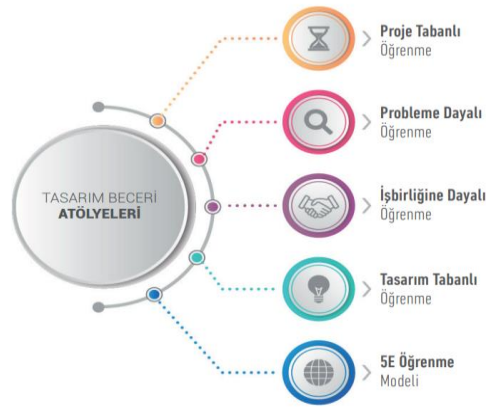 Proje Tabanlı
Öğrenme
Probleme Dayalı
Öğrenme
TASARIM BECERİ
ATÖLYELERİ
İşbirliğine Dayalı
Öğrenme
Tasarım Tabanlı
Öğrenme
5E Öğrenme
Modeli